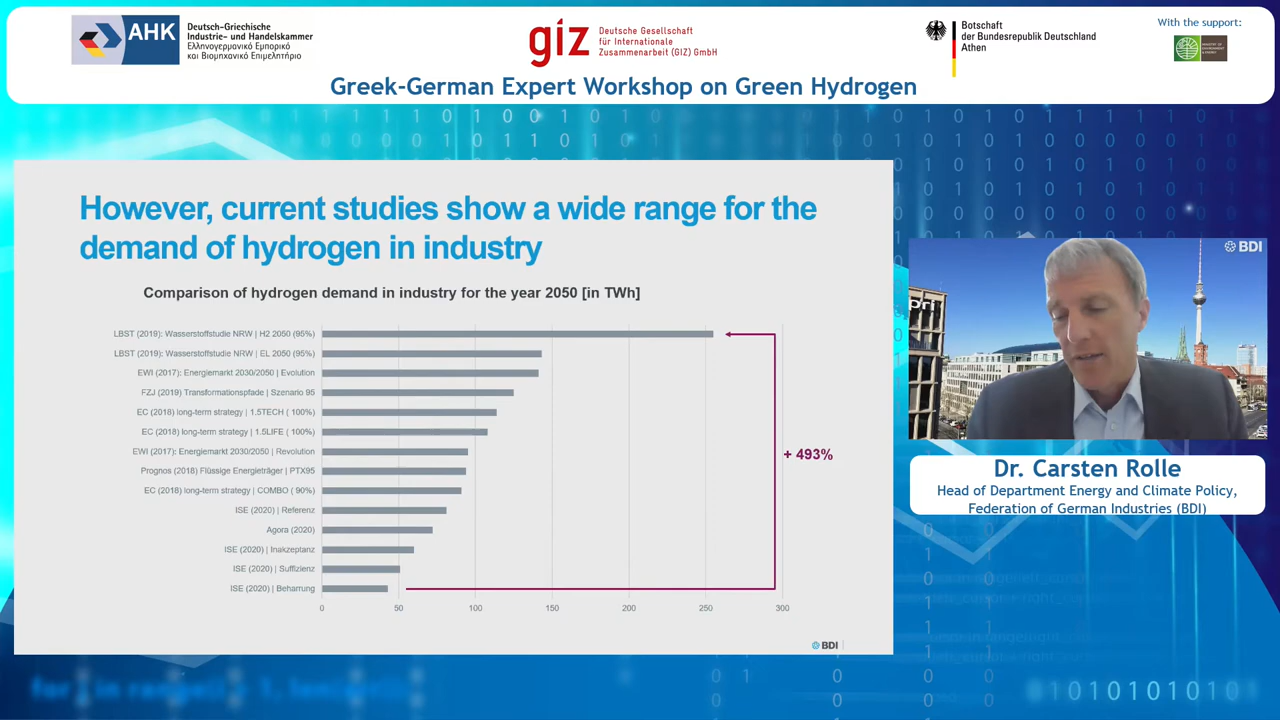 AHK
Deutsch-Griechische
Industrie- und Handelskammer
Ελληνογερμανικό Εμπορικό
και Βιομηχανικό Επιμελητήριο
giz
Deutsche Gesellschaft
für Internationale
Zusammenarbeit (GIZ) GmbH
Botschaft
der Bundesrepublik Deutschland
Athen
With the support:
MINISTRY OF
ENVIRONMENT
& ENERGY
Greek-German Expert Workshop on Green Hydrogen
However, current studies show a wide range for the
demand of hydrogen in industry
Comparison of hydrogen demand in industry for the year 2050 [in TWh]
LBST (2019): Wasserstoffstudie NRW | H2 2050 (95%)
LBST (2019): Wasserstoffstudie NRW | EL 2050 (95%)
EWI (2017): Energiemarkt 2030/2050 | Evolution
FZJ (2019) Transformationspfade | Szenario 95
EC (2018) long-term strategy | 1.5TECH ( 100%)
EC (2018) long-term strategy | 1.5LIFE ( 100%)
EWI (2017): Energiemarkt 2030/2050 | Revolution
Prognos (2018) Flüssige Energieträger | PTX95
EC (2018) long-term strategy | COMBO ( 90%)
ISE (2020) | Referenz
Agora (2020)
ISE (2020) | Inakzeptanz
ISE (2020) | Suffizienz
ISE (2020) | Beharrung
0 50 100 150 200 250 300
+ 493%
BDI
BDI
Dr. Carsten Rolle
Head of Department Energy and Climate Policy,
Federation of German Industries (BDI)
01010101010